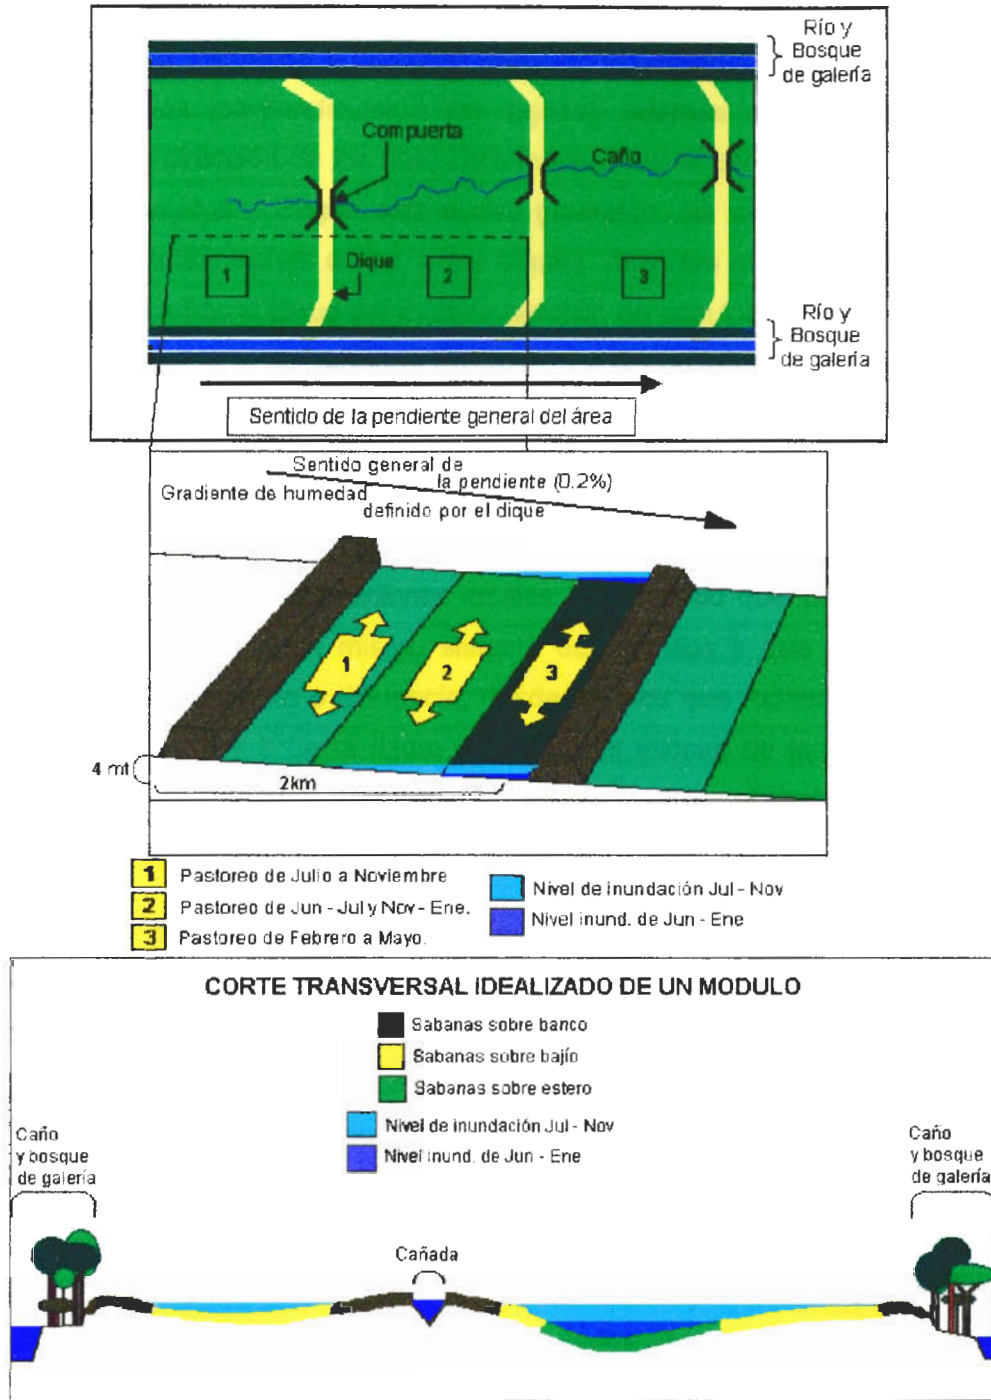 Río y
Bosque
de galería
Compuerta
Caño
1
Dique
2
3
Río y
Bosque
de galería
Sentido de la pendiente general del área
Sentido general de
la pendiente (0.2%)
Gradiente de humedad
definido por el dique
1
2
3
4 mt
2km
1 Pastoreo de Julio a Noviembre
2 Pastoreo de Jun - Jul y Nov - Ene.
3 Pastoreo de Febrero a Mayo.
Nivel de inundación Jul - Nov
Nivel inund. de Jun - Ene
CORTE TRANSVERSAL IDEALIZADO DE UN MODULO
Sabanas sobre banco
Sabanas sobre bajío
Sabanas sobre estero
Nivel de inundación Jul - Nov
Nivel inund. de Jun - Ene
Caño
y bosque
de galería
Cañada
Caño
y bosque
de galería